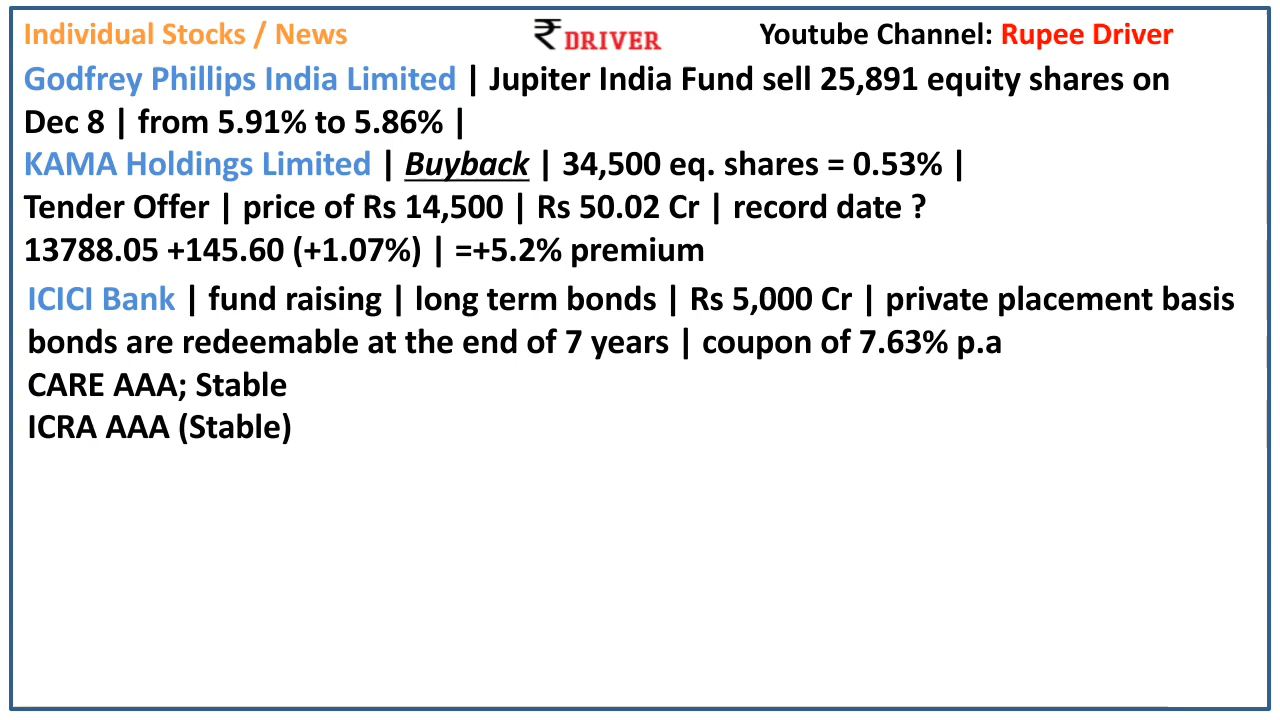 Individual Stocks / News
₹ DRIVER
Youtube Channel: Rupee Driver
Godfrey Phillips India Limited | Jupiter India Fund sell 25,891 equity shares on
Dec 8 | from 5.91% to 5.86% |
KAMA Holdings Limited | Buyback | 34,500 eq. shares = 0.53% |
Tender Offer | price of Rs 14,500 | Rs 50.02 Cr | record date ?
13788.05 +145.60 (+1.07%) | =+5.2% premium
ICICI Bank | fund raising | long term bonds | Rs 5,000 Cr | private placement basis
bonds are redeemable at the end of 7 years | coupon of 7.63% p.a
CARE AAA; Stable
ICRA AAA (Stable)